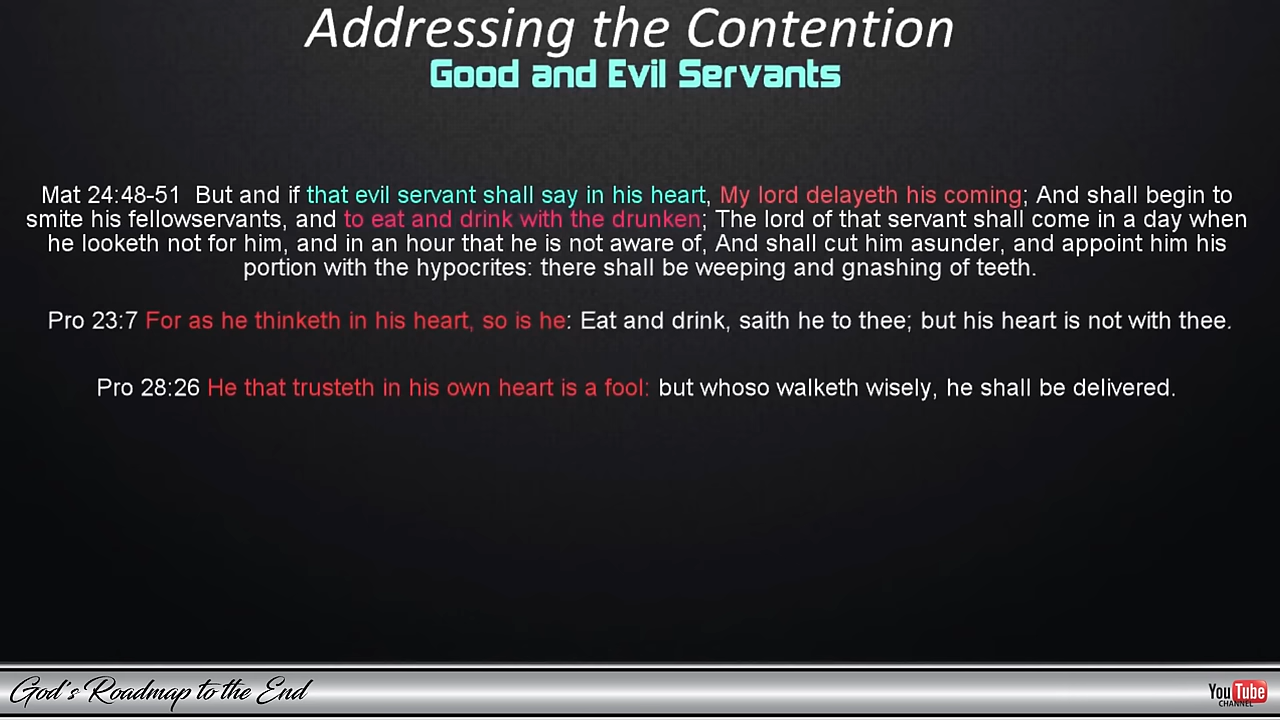 Addressing the Contention
Good and Evil Servants
Mat 24:48-51  But and if that evil servant shall say in his heart, My lord delayeth his coming; And shall begin to
smite his fellowservants, and to eat and drink with the drunken; The lord of that servant shall come in a day when
he looketh not for him, and in an hour that he is not aware of, And shall cut him asunder, and appoint him his
portion with the hypocrites: there shall be weeping and gnashing of teeth.
Pro 23:7 For as he thinketh in his heart, so is he: Eat and drink, saith he to thee; but his heart is not with thee.
Pro 28:26 He that trusteth in his own heart is a fool: but whoso walketh wisely, he shall be delivered.
God's Roadmap to the End
YouTube
CHANNEL